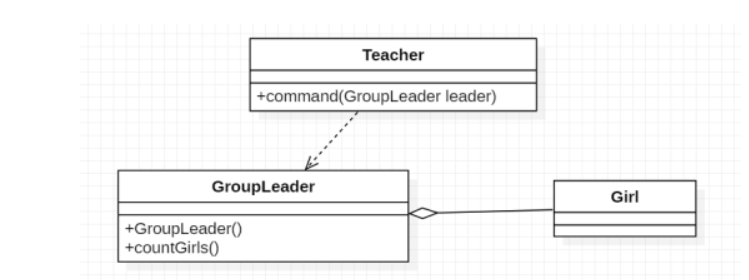 Teacher
+command(GroupLeader leader)
GroupLeader
+GroupLeader()
+countGirls()
Girl